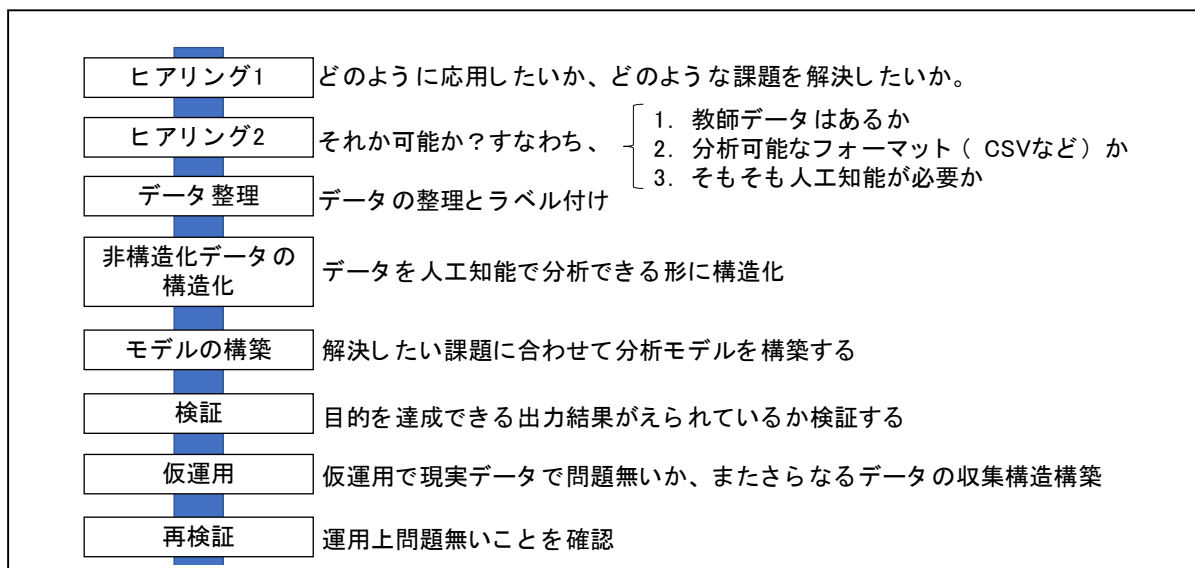 ヒアリング1
どのように応用したいか、どのような課題を解決したいか。
ヒアリング2
それか可能か？すなわち、
1. 教師データはあるか
2. 分析可能なフォーマット（ CSVなど）か
3. そもそも人工知能が必要か
データ整理
データの整理とラベル付け
非構造化データの
構造化
データを人工知能で分析できる形に構造化
モデルの構築
解決したい課題に合わせて分析モデルを構築する
検証
目的を達成できる出力結果がえられているか検証する
仮運用
仮運用で現実データで問題無いか、またさらなるデータの収集構造構築
再検証
運用上問題無いことを確認